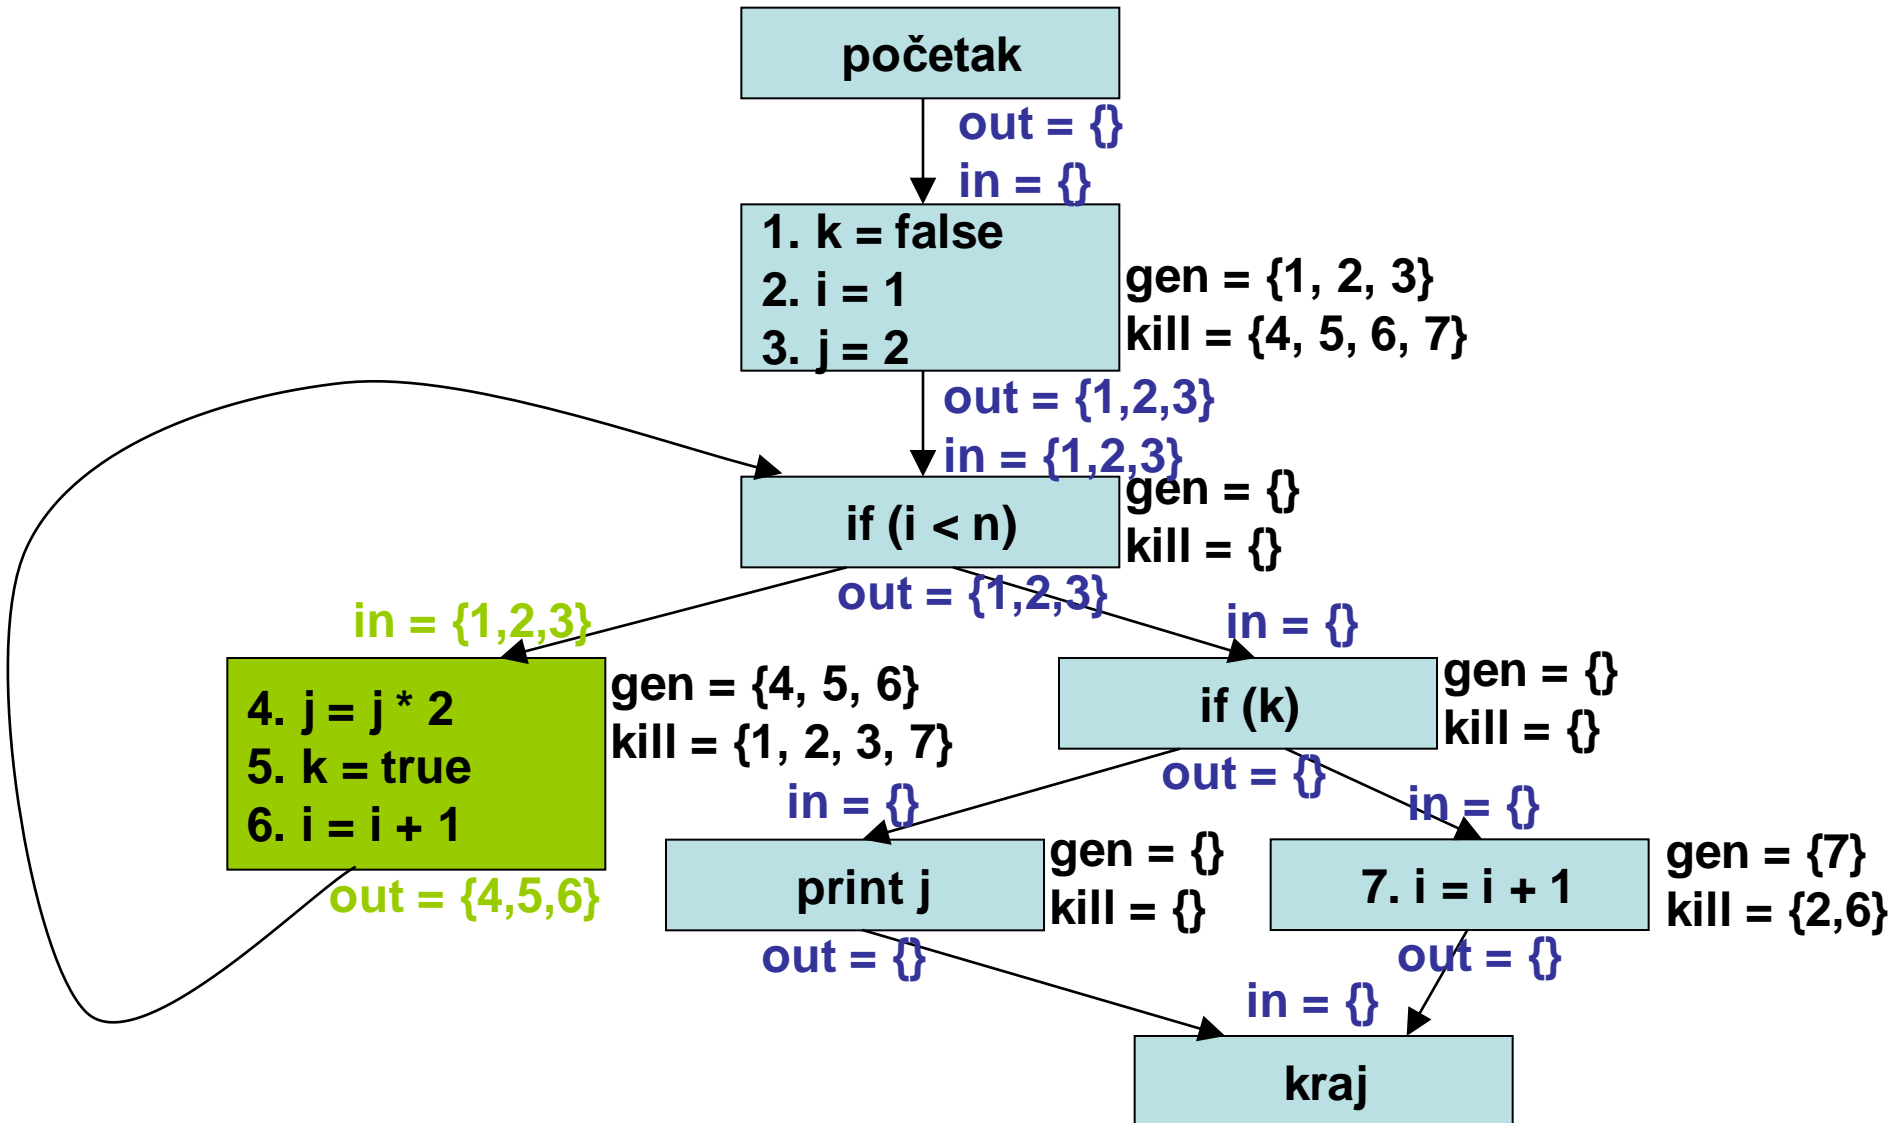 početak
out = {}
in = {}
1. k = false
2. i = 1
3. j = 2
gen = {1, 2, 3}
kill = {4, 5, 6, 7}
out = {1,2,3}
in = {1,2,3}
if (i < n)
gen = {}
kill = {}
out = {1,2,3}
in = {1,2,3}
4. j = j * 2
5. k = true
6. i = i + 1
gen = {4, 5, 6}
kill = {1, 2, 3, 7}
out = {4,5,6}
in = {}
if (k)
gen = {}
kill = {}
out = {}
in = {}
print j
gen = {}
kill = {}
out = {}
in = {}
7. i = i + 1
gen = {7}
kill = {2,6}
out = {}
in = {}
kraj